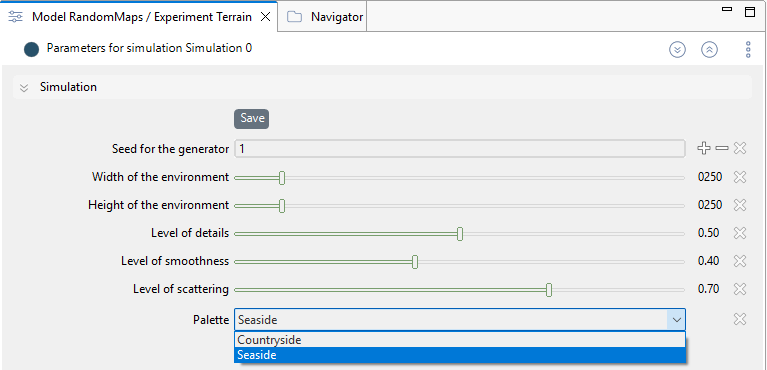 Model RandomMaps / Experiment Terrain Navigator
Parameters for simulation Simulation 0
Simulation
Save
Seed for the generator 1
Width of the environment 0250
Height of the environment 0250
Level of details 0.50
Level of smoothness 0.40
Level of scattering 0.70
Palette Seaside
Countryside
Seaside